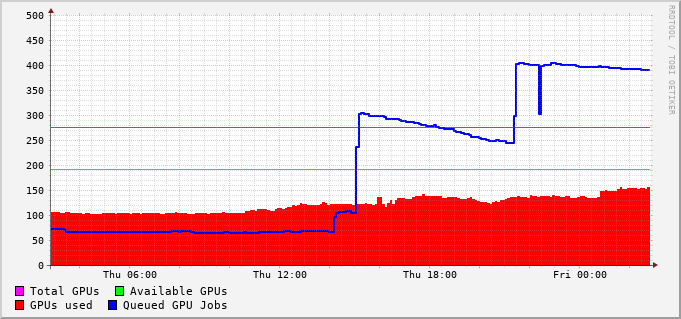 500
450
400
350
300
250
200
150
100
50
0
Thu 06:00 Thu 12:00 Thu 18:00 Fri 00:00
Total GPUs Available GPUs
GPUs used Queued GPU Jobs
RRDTOOL / TOBI OETIKER